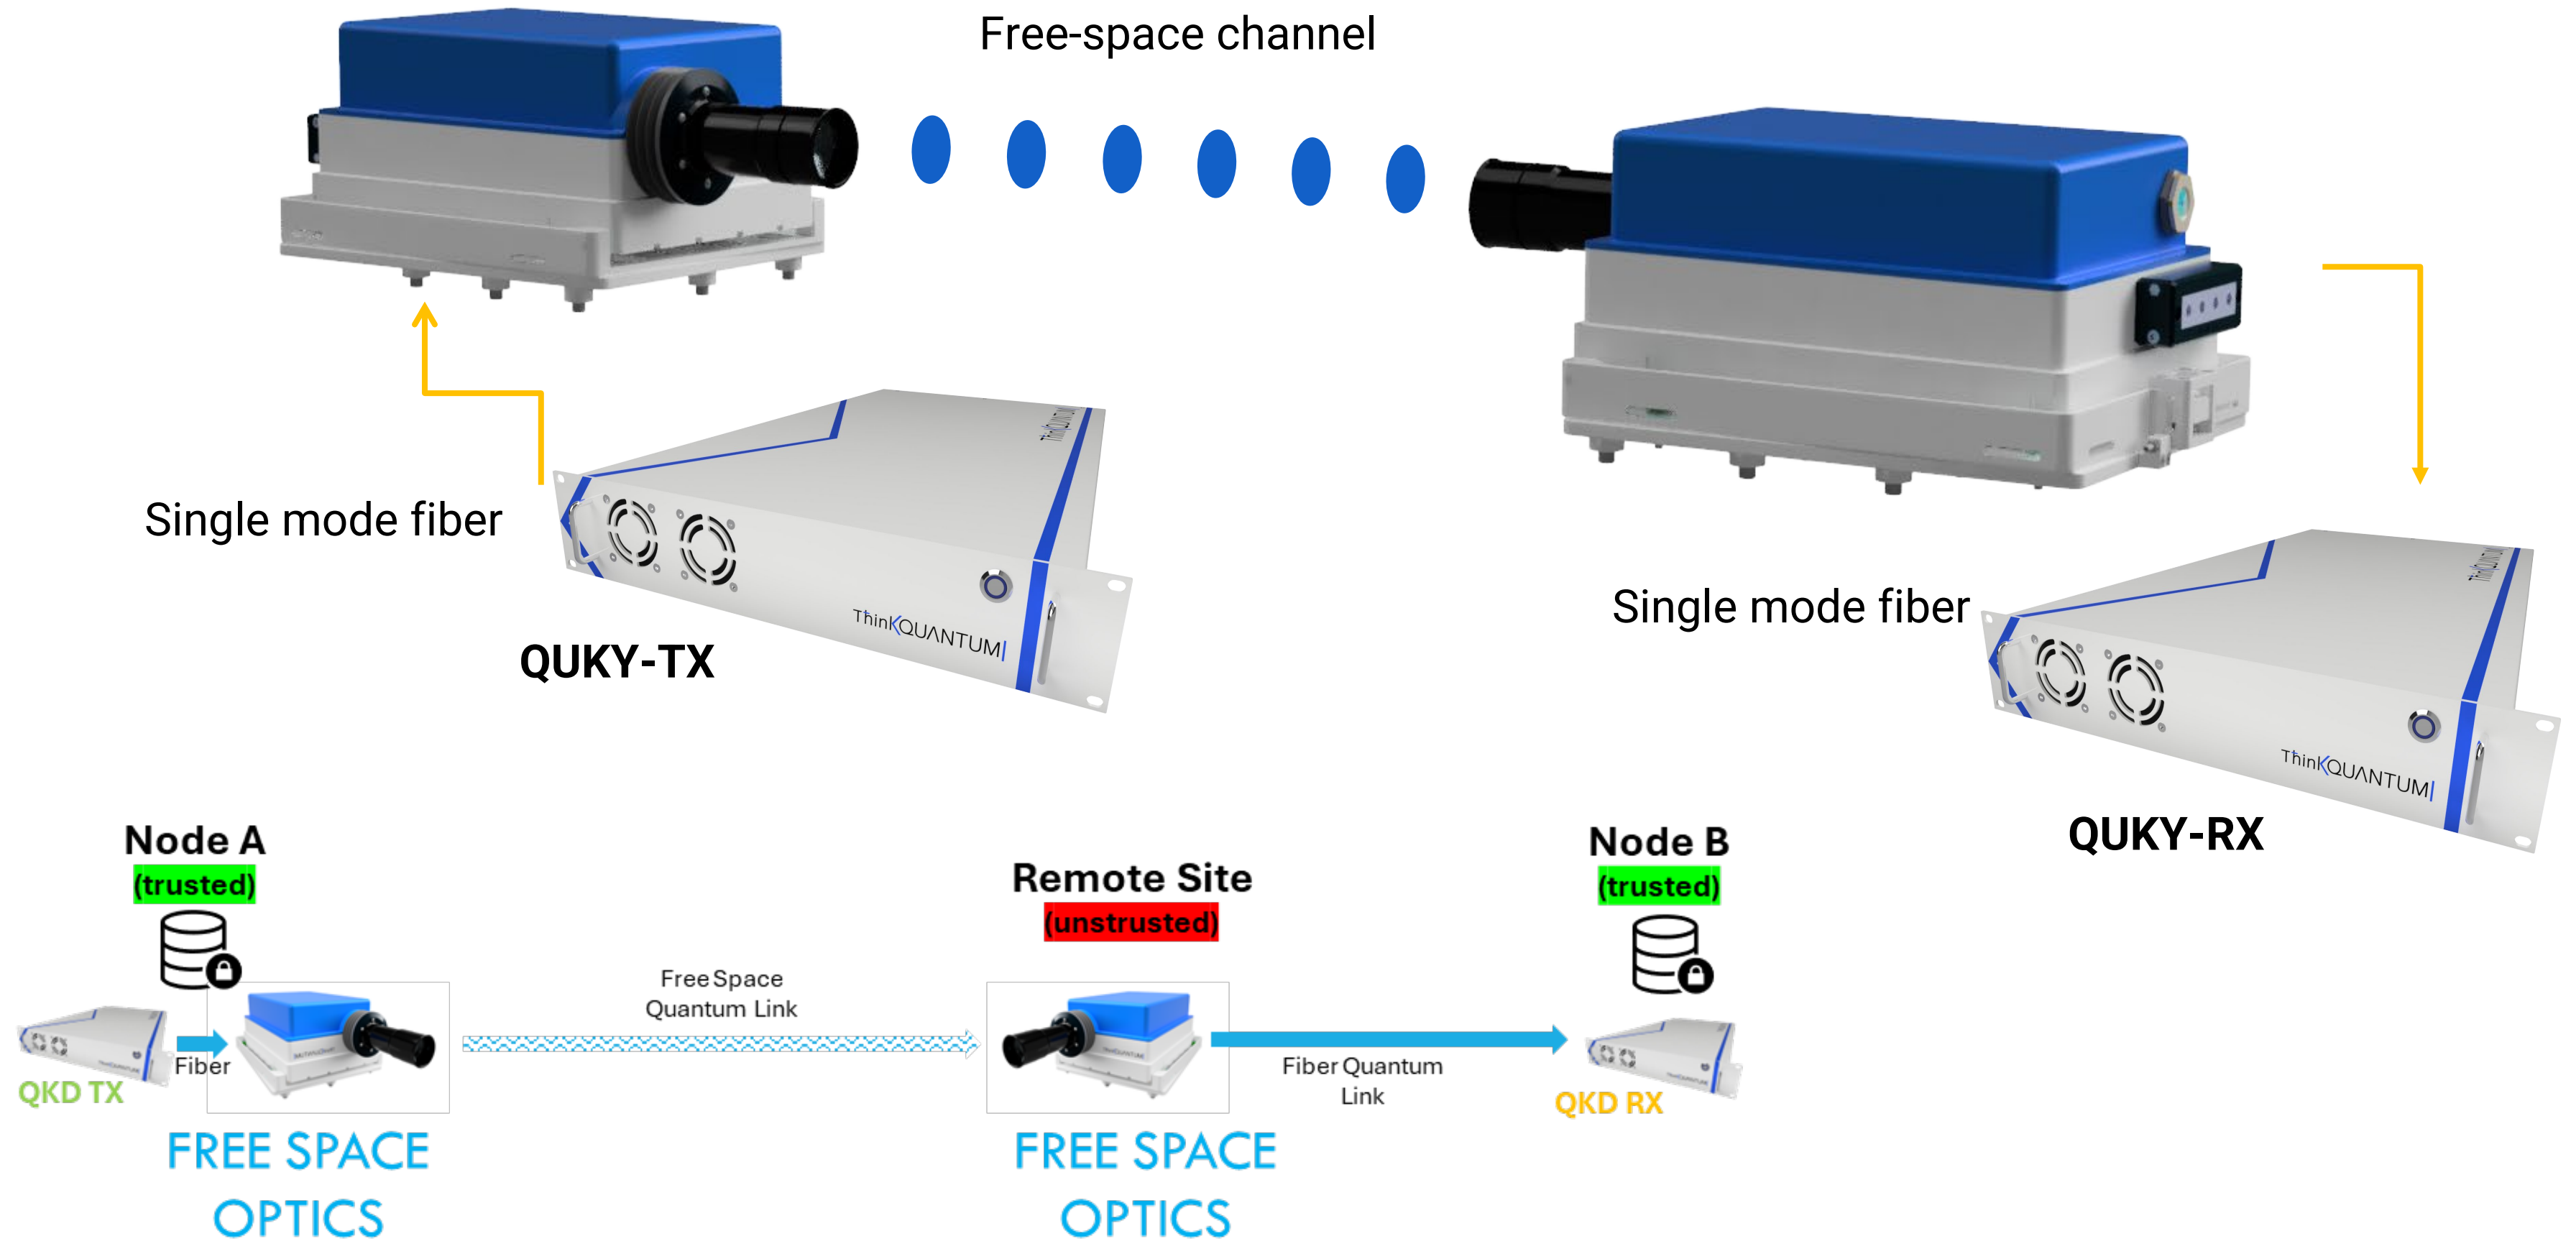 Free-space channel
Single mode fiber
ThinKQUANTUM
ThinKQUANTUM
QUKY-TX
Single mode fiber
ThinKQUANTUM
ThinKQUANTUM
QUKY-RX
Node A
(trusted)
Remote Site
(unstrusted)
Node B
(trusted)
Free Space
Quantum Link
Fiber
QKD TX
Fiber Quantum
Link
QKD RX
FREE SPACE
OPTICS
FREE SPACE
OPTICS